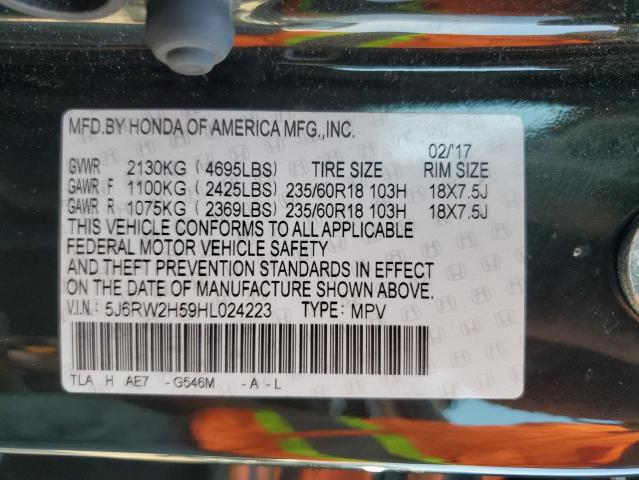 MFD.BY HONDA OF AMERICA MFG.,INC.
02/'17
GVWR 2130KG ( 4695LBS) TIRE SIZE RIM SIZE
GAWR F 1100KG ( 2425LBS) 235/60R18 103H 18X7.5J
GAWR R 1075KG ( 2369LBS) 235/60R18 103H 18X7.5J
THIS VEHICLE CONFORMS TO ALL APPLICABLE
FEDERAL MOTOR VEHICLE SAFETY
AND THEFT PREVENTION STANDARDS IN EFFECT
ON THE DATE OF MANUFACTURE SHOWN ABOVE.
V.I.N.: 5J6RW2H59HL024223 TYPE: MPV
TLA H AE7 - G546M - A - L